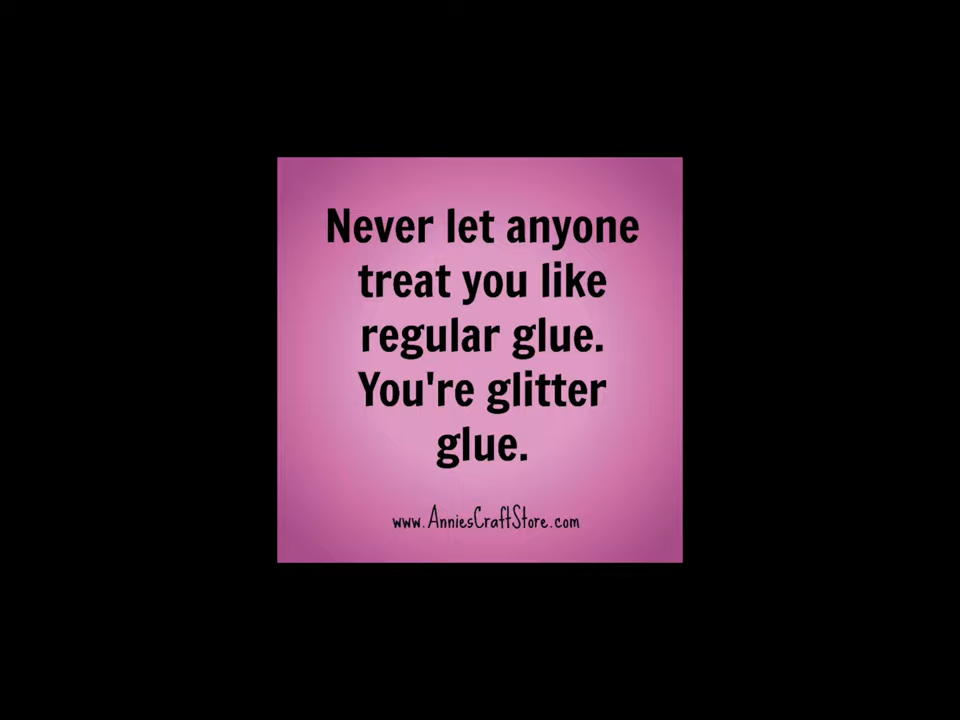 Never let anyone
treat you like
regular glue.
You're glitter
glue.
www.AnniesCraftStore.com